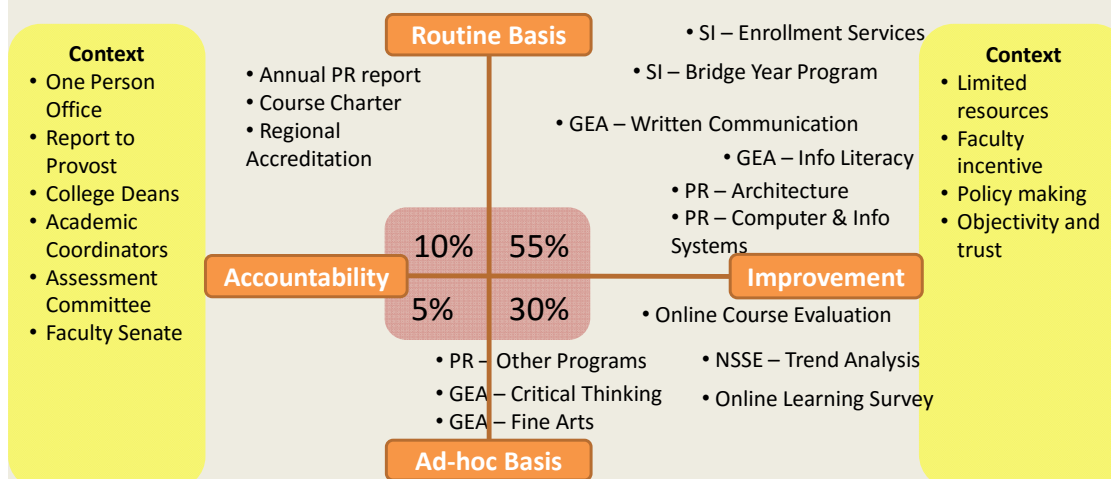 Context
• One Person
Office
• Report to
Provost
• College Deans
• Academic
Coordinators
• Assessment
Committee
• Faculty Senate
Routine Basis
• Annual PR report
• Course Charter
• Regional
Accreditation
• SI – Enrollment Services
• SI – Bridge Year Program
• GEA – Written Communication
• GEA – Info Literacy
• PR – Architecture
• PR – Computer & Info
Systems
10%
55%
Accountability
Improvement
5%
30%
• Online Course Evaluation
• PR – Other Programs
• GEA – Critical Thinking
• GEA – Fine Arts
• NSSE – Trend Analysis
• Online Learning Survey
Ad-hoc Basis
Context
• Limited
resources
• Faculty
incentive
• Policy making
• Objectivity and
trust